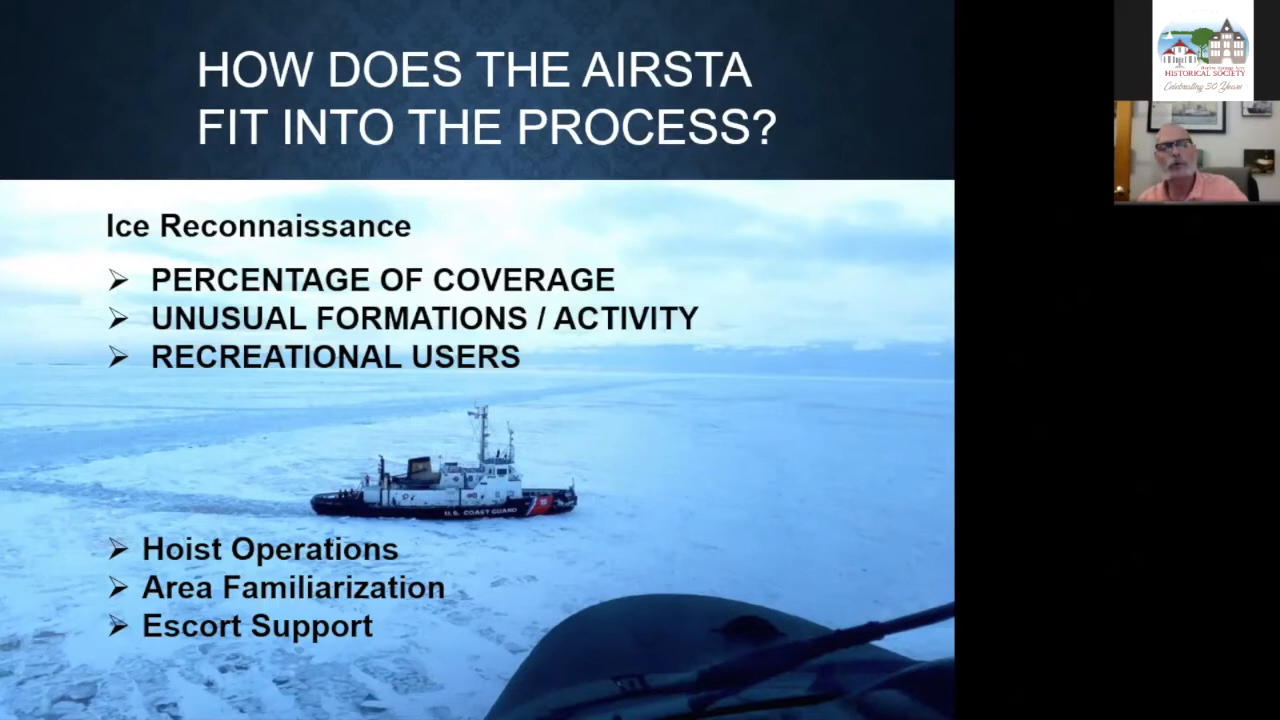 HOW DOES THE AIRSTA
FIT INTO THE PROCESS?
Ice Reconnaissance
PERCENTAGE OF COVERAGE
UNUSUAL FORMATIONS / ACTIVITY
RECREATIONAL USERS
U.S. COAST GUARD
Hoist Operations
Area Familiarization
Escort Support
HISTORICAL SOCIETY
Celebrating 50 Years